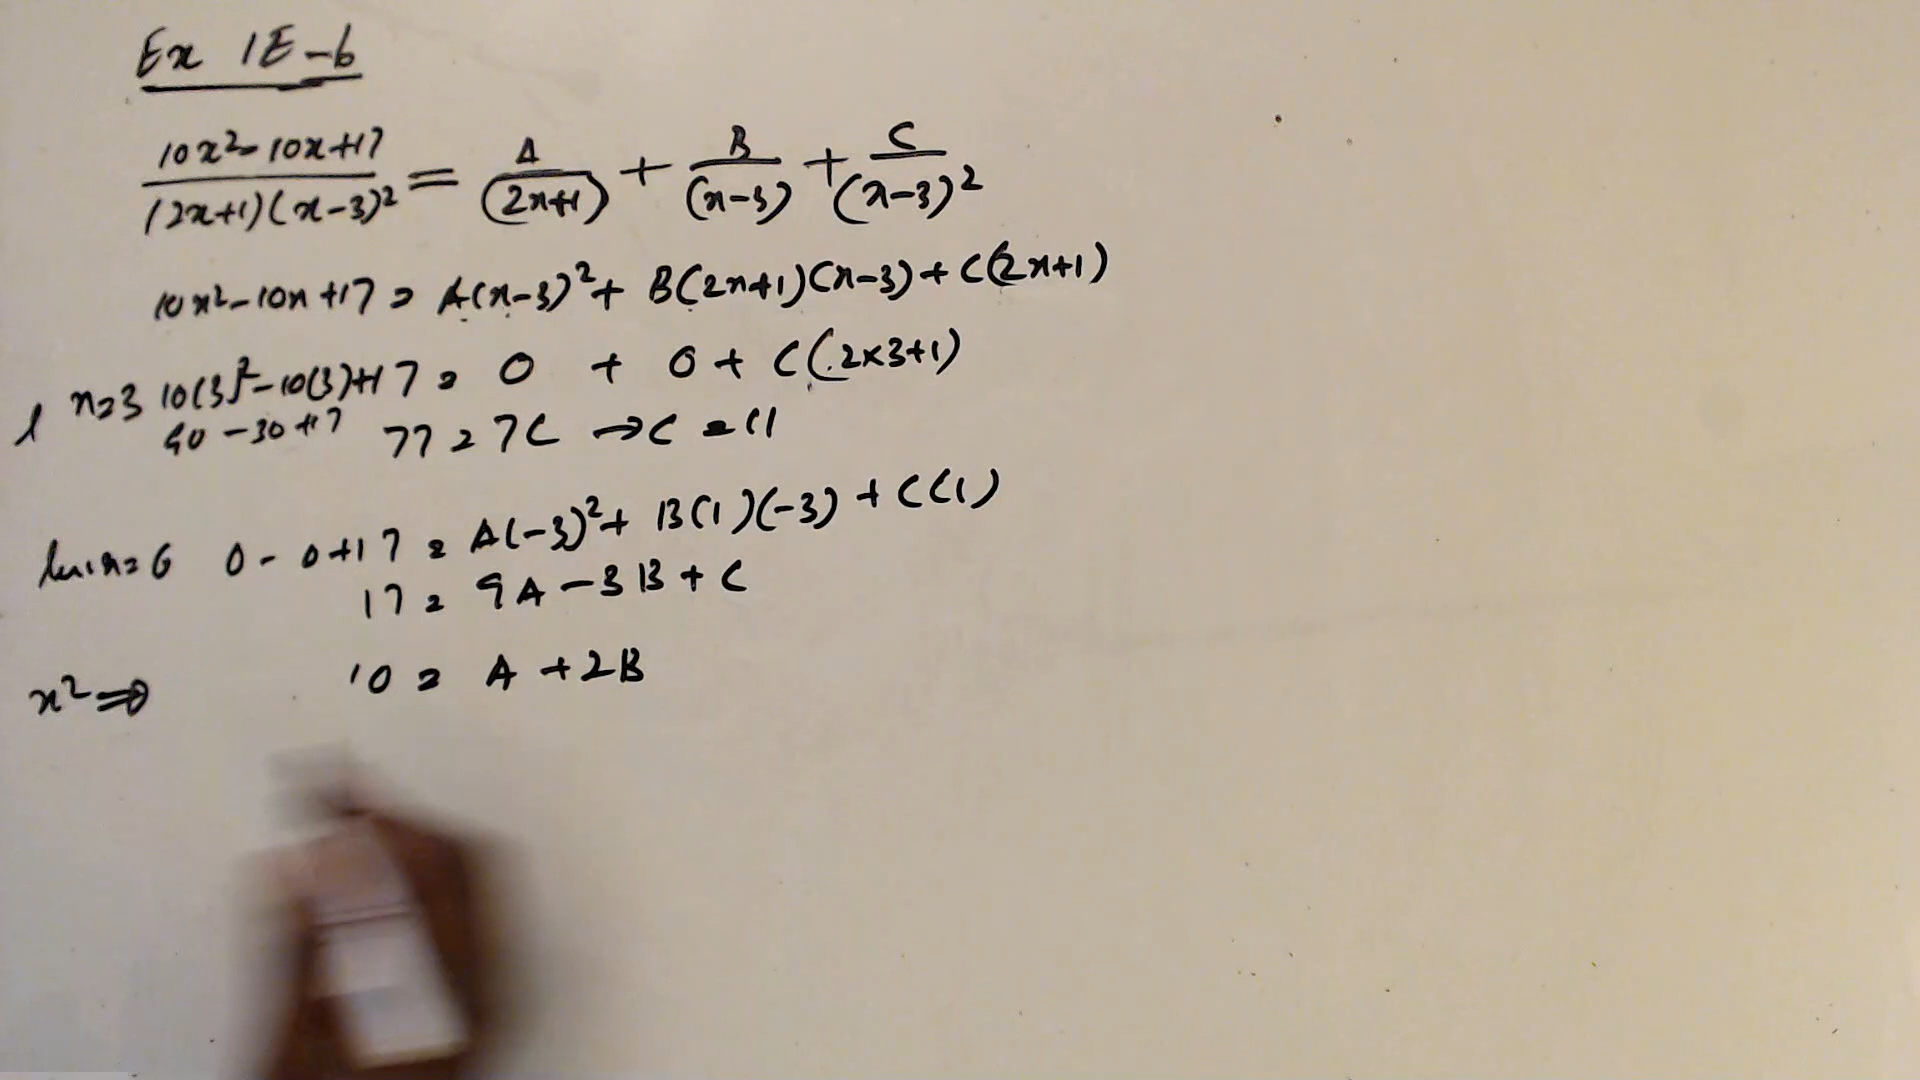 Ex 1E-6
10x²-10x+17 / (2x+1)(x-3)² = A/(2x+1) + B/(x-3) + C/(x-3)²
10x²-10x+17 = A(x-3)² + B(2x+1)(x-3) + C(2x+1)
x=3 10(3)²-10(3)+17 = 0 + 0 + C(2x3+1)
90-30+17 77 = 7C → C = 11
x=0 0-0+17 = A(-3)² + B(1)(-3) + C(1)
17 = 9A-3B+C
x² ⇒ 10 = A+2B